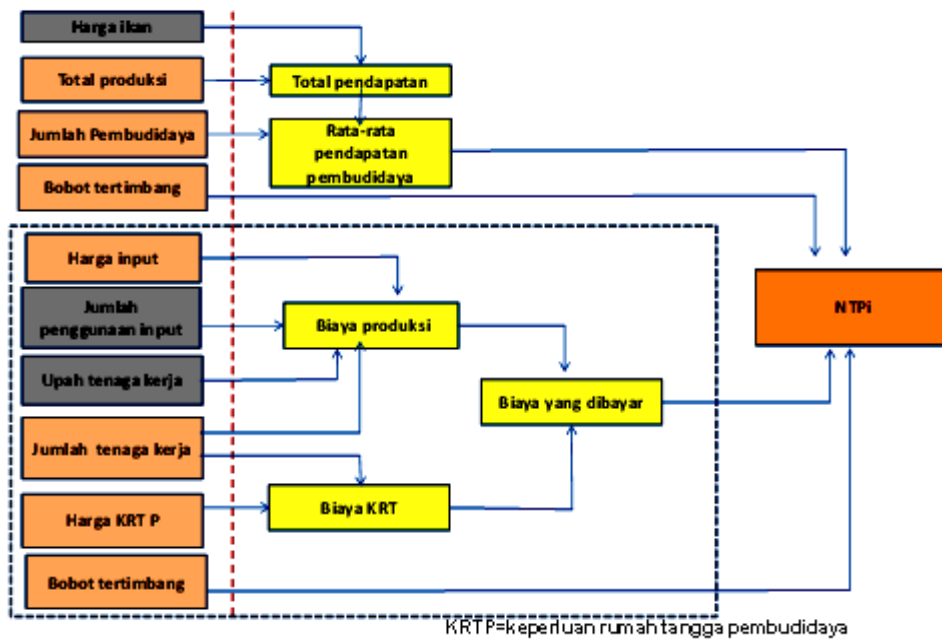 Harga ikan
Total produksi
Total pendapatan
Jumlah Pembudidaya
Rata-rata
pendapatan
pembudidaya
Bobot tertimbang
Harga input
Jumlah
penggunaan input
Biaya produksi
NTPi
Upah tenaga kerja
Biaya yang dibayar
Jumlah tenaga kerja
Biaya KRT
Harga KRT P
Bobot tertimbang
KRTP=keperluan rumah tangga pembudidaya